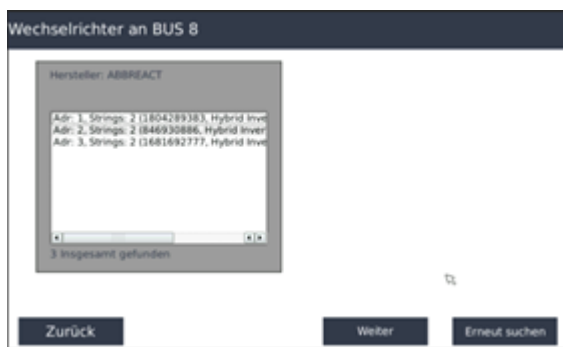 Wechselrichter an BUS 8
Hersteller: ABBREACT
Adr: 1, Strings: 2 (1804289383, Hybrid Inve
Adr: 2, Strings: 2 (846930886, Hybrid Inver
Adr: 3, Strings: 2 (1681692777, Hybrid Inve
3 Insgesamt gefunden
Zurück
Weiter
Erneut suchen